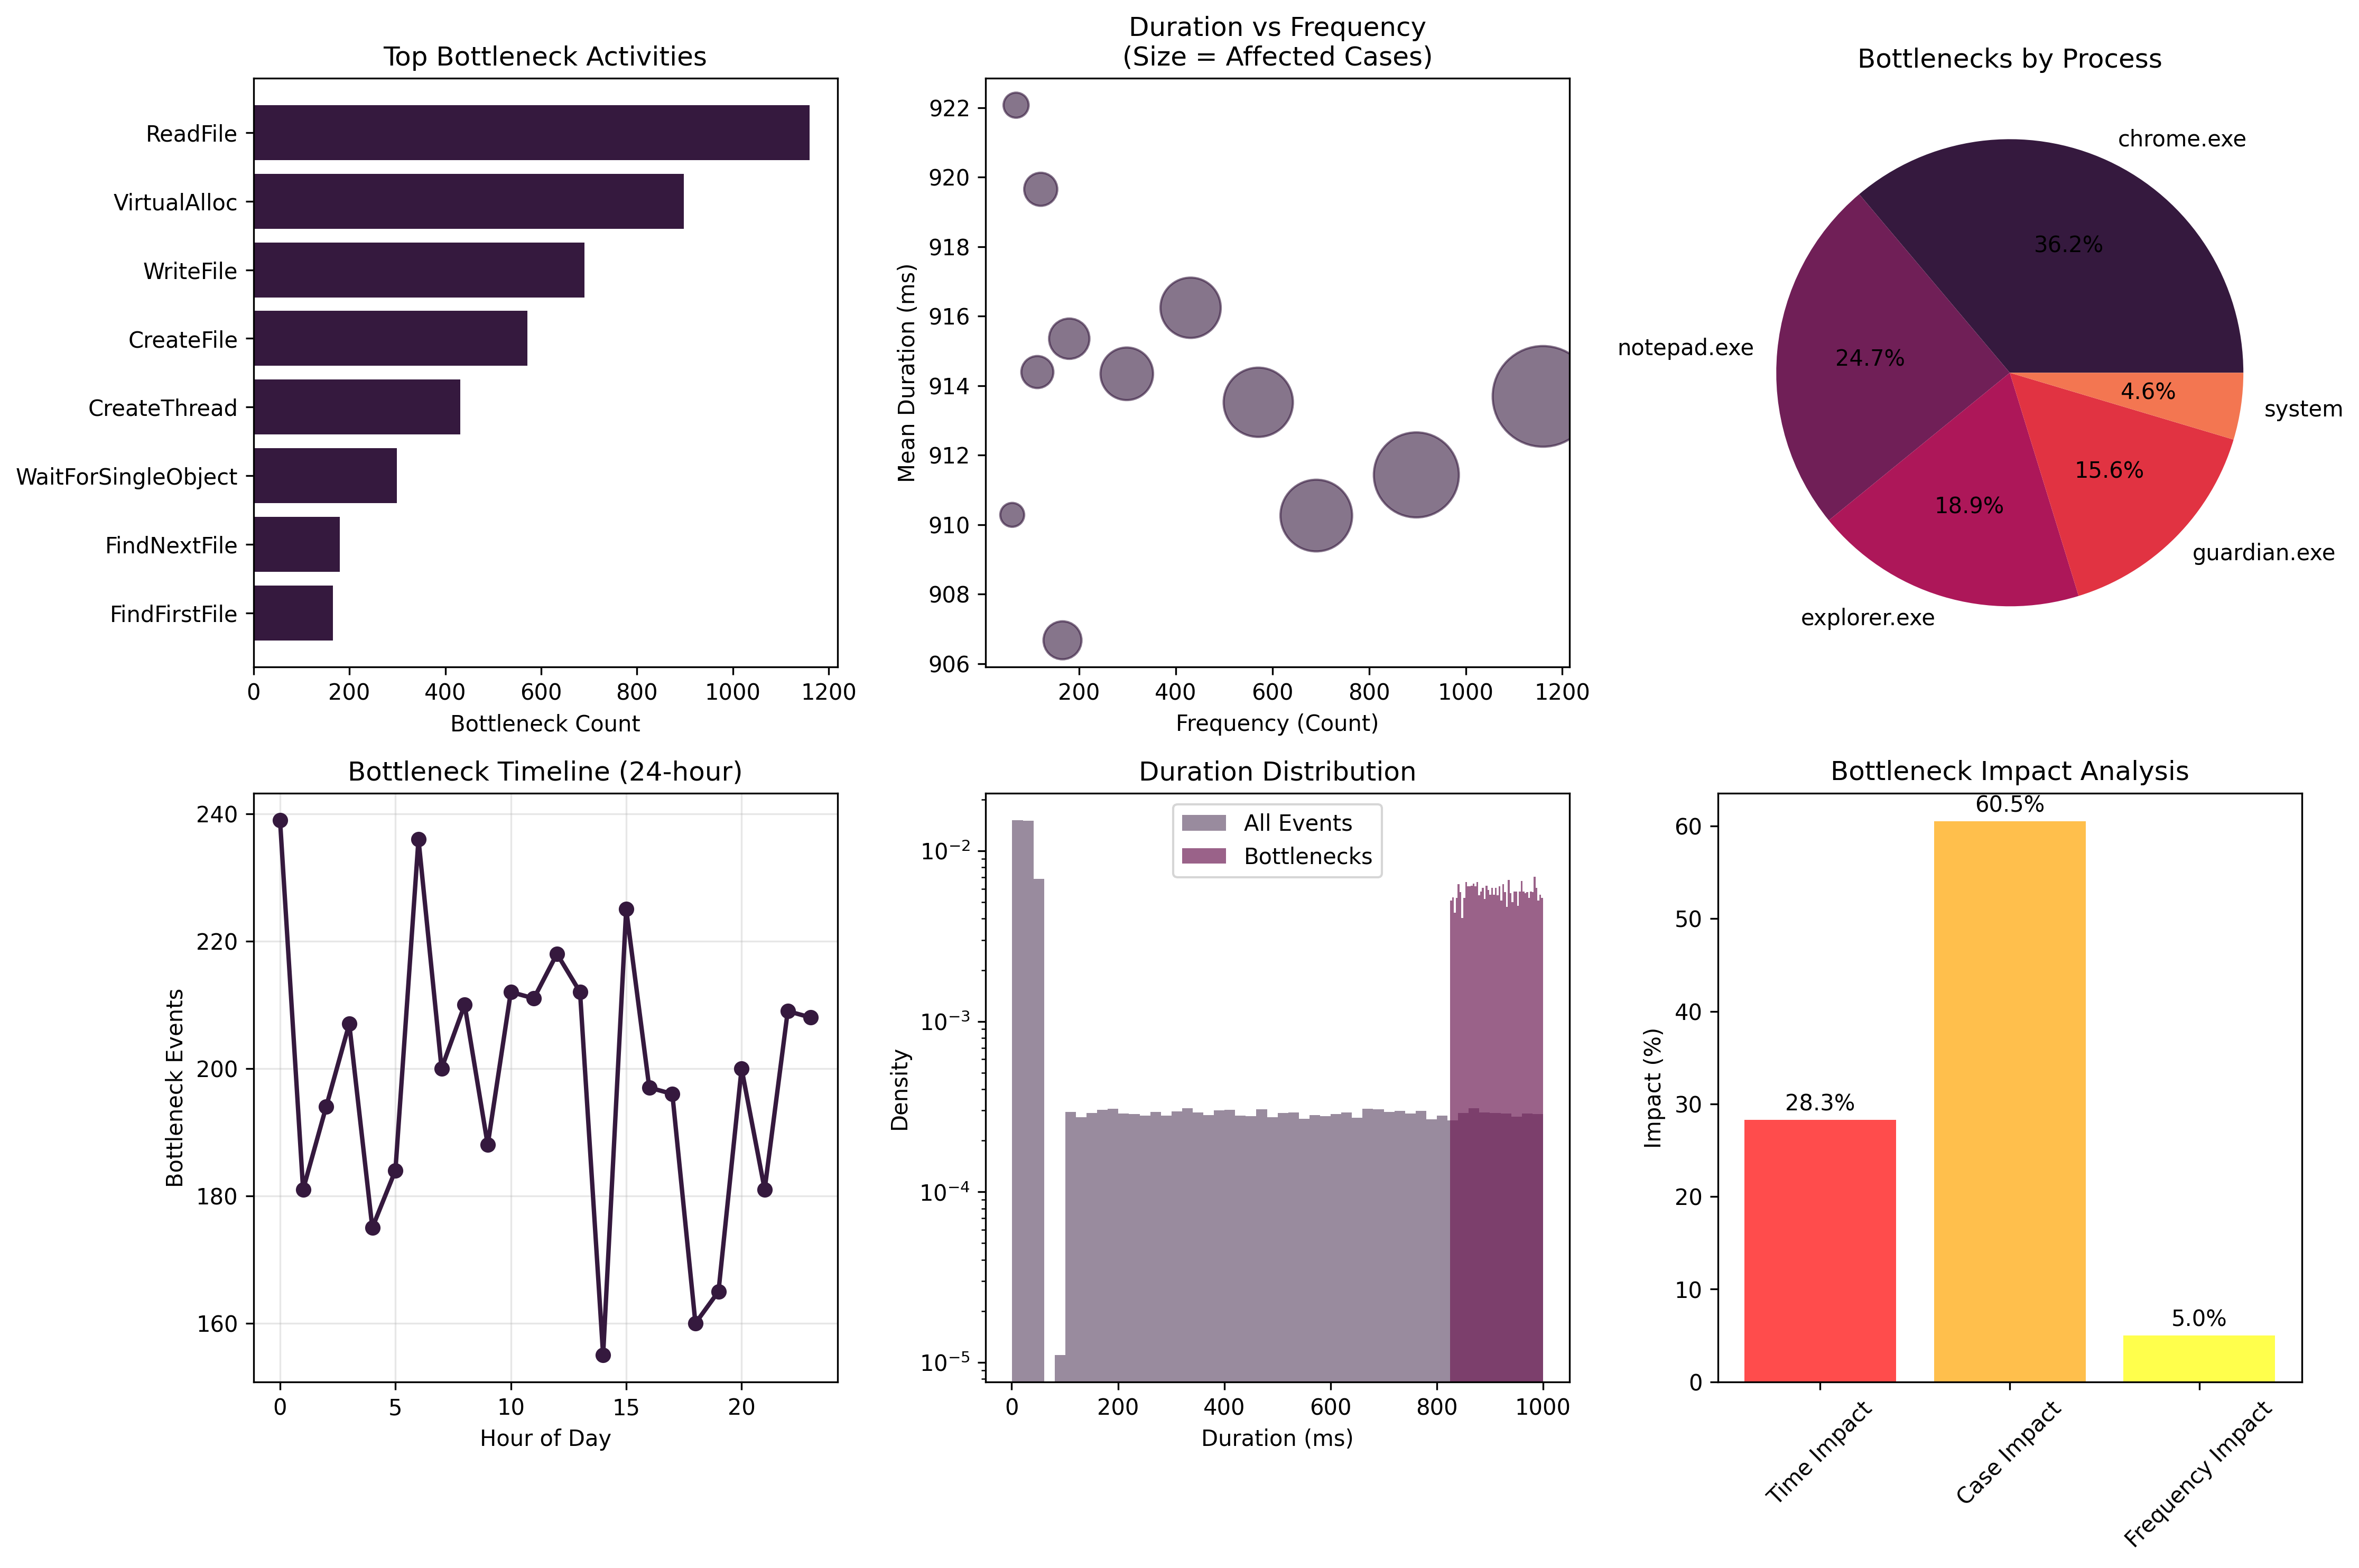 Top Bottleneck Activities
ReadFile
VirtualAlloc
WriteFile
CreateFile
CreateThread
WaitForSingleObject
FindNextFile
FindFirstFile
0 200 400 600 800 1000 1200
Bottleneck Count
Duration vs Frequency
(Size = Affected Cases)
Mean Duration (ms)
922
920
918
916
914
912
910
908
906
200 400 600 800 1000 1200
Frequency (Count)
Bottlenecks by Process
chrome.exe
36.2%
notepad.exe
24.7%
explorer.exe
18.9%
guardian.exe
15.6%
system
4.6%
Bottleneck Timeline (24-hour)
Bottleneck Events
240
220
200
180
160
0 5 10 15 20
Hour of Day
Duration Distribution
All Events
Bottlenecks
Density
10⁻²
10⁻³
10⁻⁴
10⁻⁵
0 200 400 600 800 1000
Duration (ms)
Bottleneck Impact Analysis
Impact (%)
60
50
40
30
20
10
0
28.3%
60.5%
5.0%
Time Impact
Case Impact
Frequency Impact